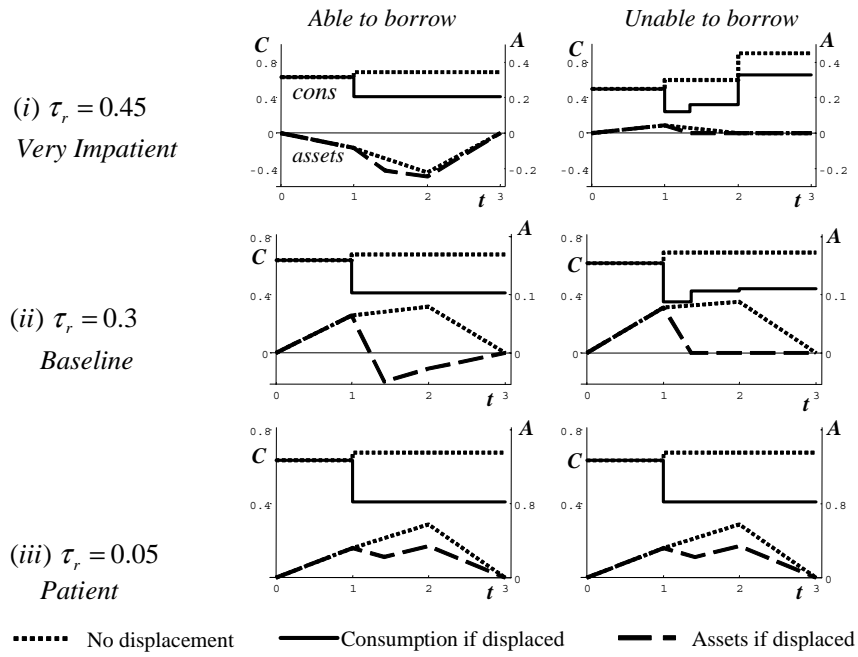 Able to borrow
Unable to borrow
C A C A
0.8 0.4 0.8 0.4
(i) τ_r = 0.45
cons
0.4 0.2 0.4 0.2
0 0 0 0
Very Impatient
assets
-0.4 -0.2 -0.4 -0.2
0 1 2 t 3 0 1 2 t 3
0.8 A 0.8 A
C C
0.4 0.1 0.4 0.1
(ii) τ_r = 0.3
Baseline
0 0 0 0
0 1 2 t 3 0 1 2 t 3
0.8 A 0.8 A
C C
0.4 0.8 0.4 0.8
(iii) τ_r = 0.05
Patient
0 0
0 1 2 t 3 0 1 2 t 3
No displacement Consumption if displaced Assets if displaced